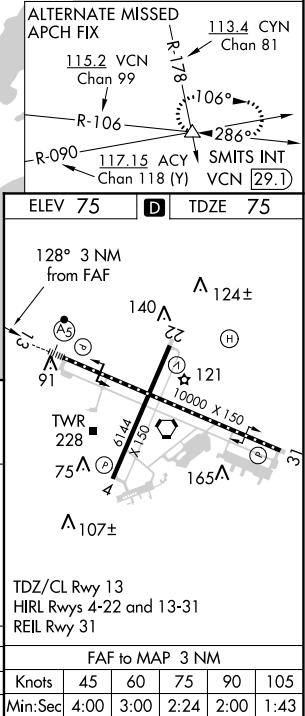 ALTERNATE MISSED
APCH FIX
113.4 CYN
Chan 81
115.2 VCN
Chan 99
R-178
106°
R-106
286°
R-090
117.15 ACY
Chan 118 (Y)
SMITS INT
VCN 29.1
ELEV 75
D
TDZE 75
128° 3 NM
from FAF
124±
140
22
H
A5
P
13
V
121
91
10000 X 150
TWR
228
6144 X 150
31
P
75
P
165
4
107±
TDZ/CL Rwy 13
HIRL Rwys 4-22 and 13-31
REIL Rwy 31
FAF to MAP 3 NM
Knots 45 60 75 90 105
Min:Sec 4:00 3:00 2:24 2:00 1:43